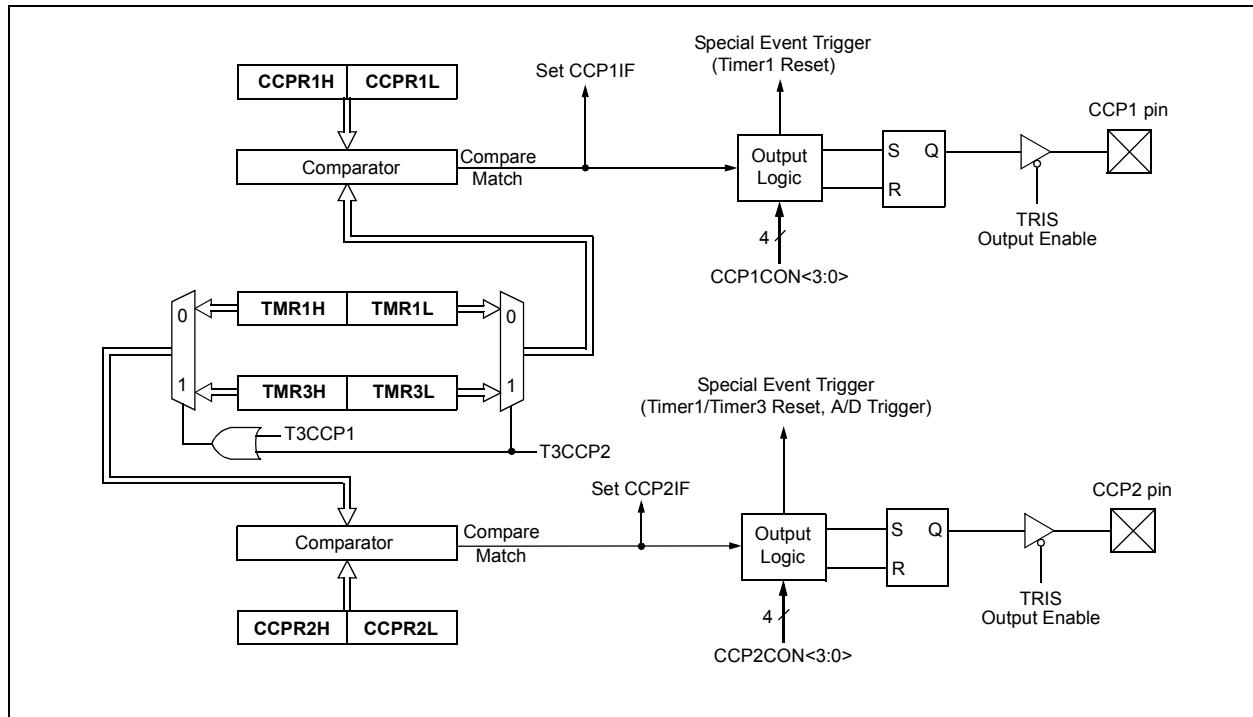 Special Event Trigger
(Timer1 Reset)
Set CCP1IF
CCPR1H CCPR1L
CCP1 pin
Comparator
Compare
Match
Output
Logic
S Q
R
TRIS
Output Enable
4
CCP1CON<3:0>
TMR1H TMR1L
0
0
1
1
TMR3H TMR3L
T3CCP1
T3CCP2
Special Event Trigger
(Timer1/Timer3 Reset, A/D Trigger)
Set CCP2IF
CCP2 pin
Comparator
Compare
Match
Output
Logic
S Q
R
TRIS
Output Enable
4
CCPR2H CCPR2L
CCP2CON<3:0>